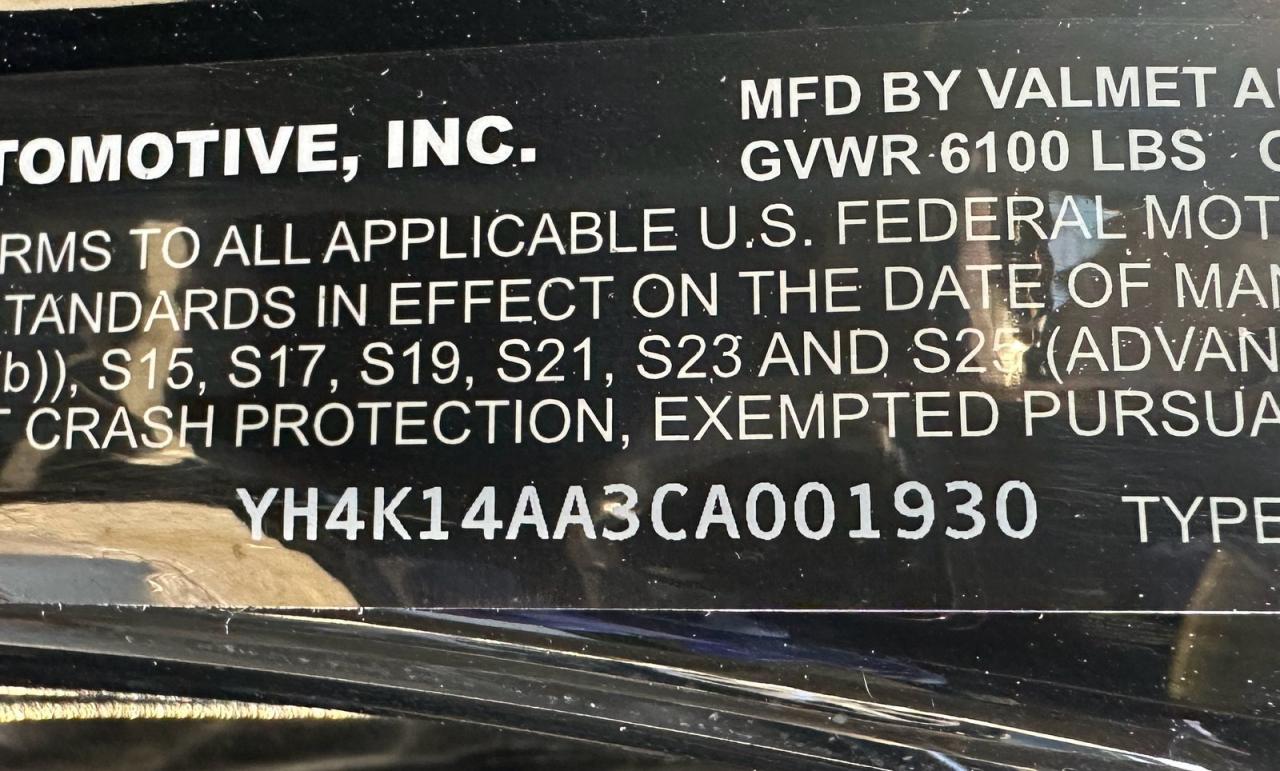 TOMOTIVE, INC.
MFD BY VALMET A
GVWR 6100 LBS
RMS TO ALL APPLICABLE U.S. FEDERAL MOT
TANDARDS IN EFFECT ON THE DATE OF MAN
(b)), S15, S17, S19, S21, S23 AND S25 (ADVAN
T CRASH PROTECTION, EXEMPTED PURSUA
YH4K14AA3CA001930 TYPE